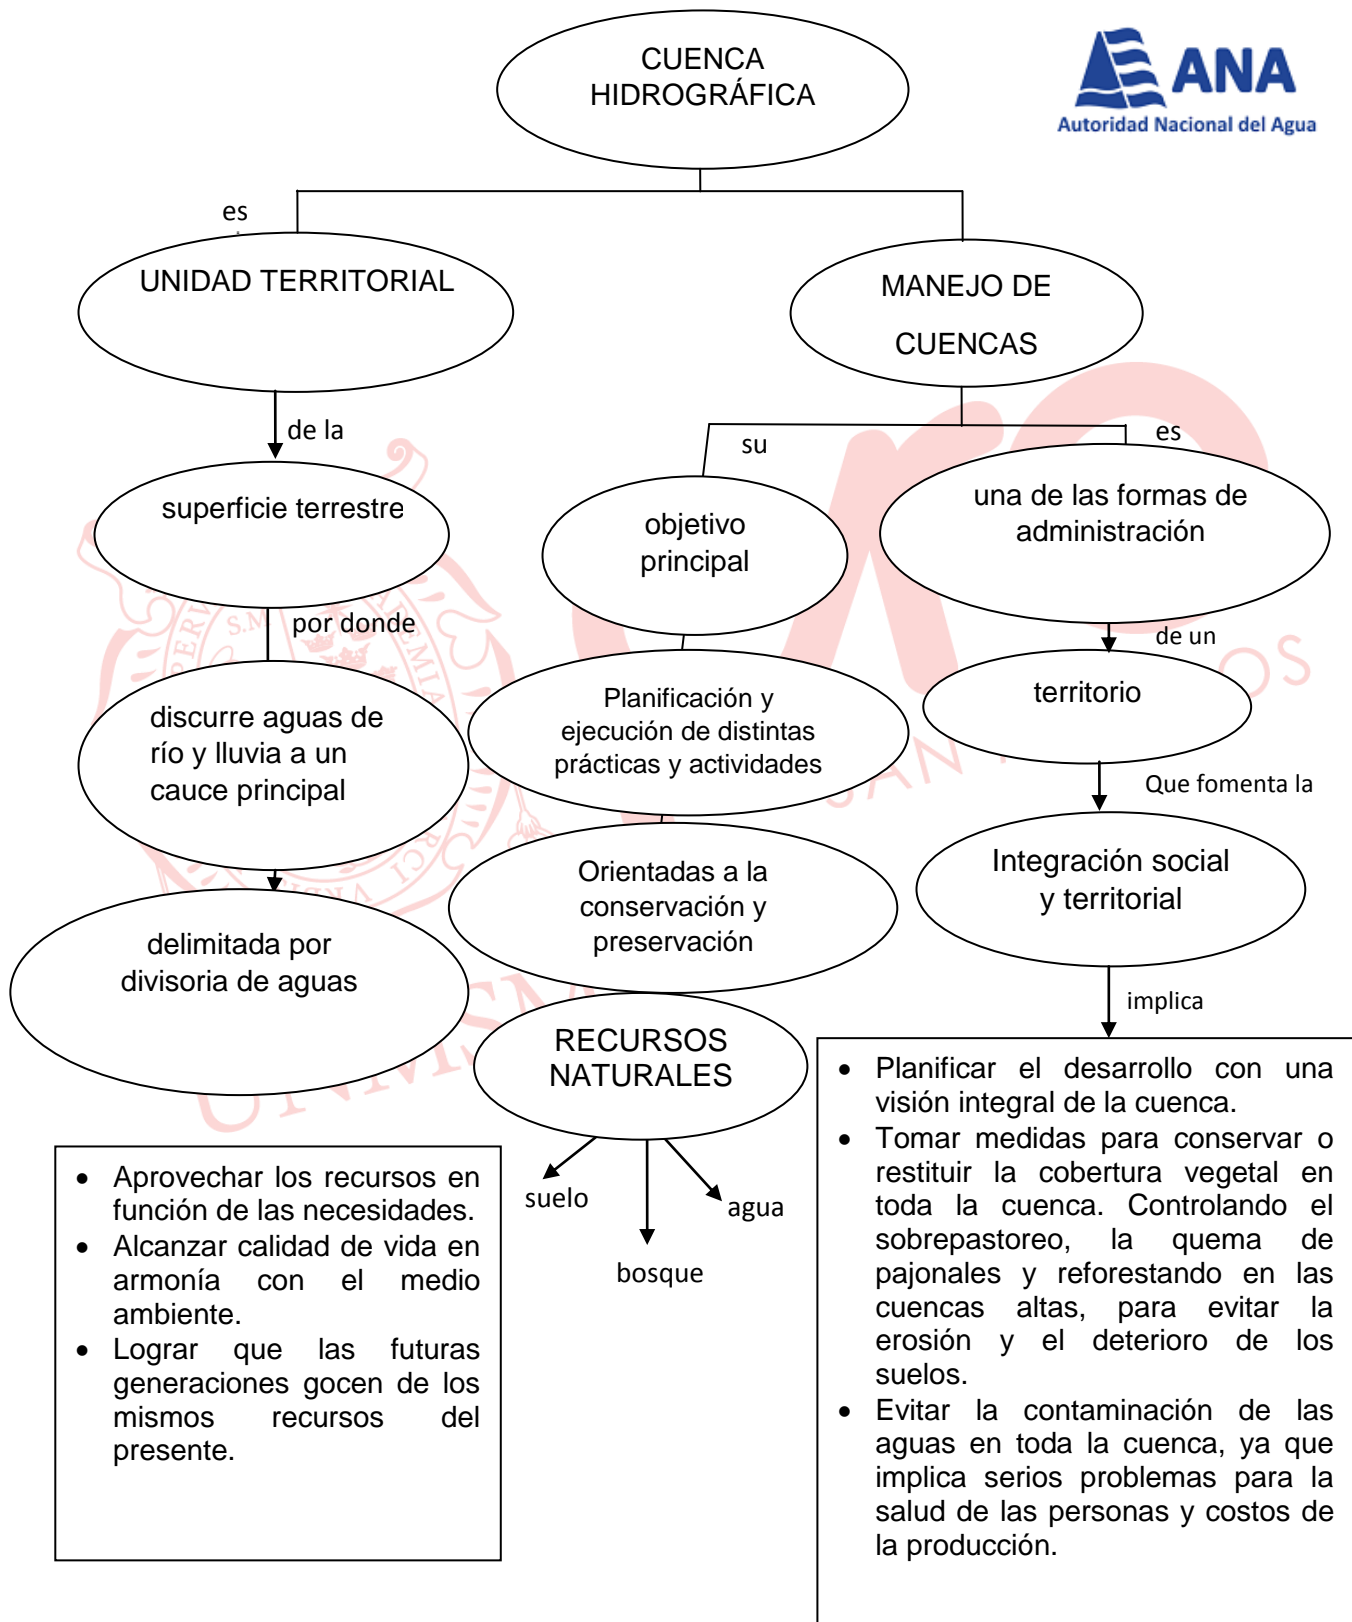 CUENCA
HIDROGRÁFICA
ANA
Autoridad Nacional del Agua
es
UNIDAD TERRITORIAL
MANEJO DE
CUENCAS
de la
su
es
superficie terrestre
objetivo
principal
una de las formas de
administración
por donde
de un
discurre aguas de
río y lluvia a un
cauce principal
Planificación y
ejecución de distintas
prácticas y actividades
territorio
Que fomenta la
delimitada por
divisoria de aguas
Orientadas a la
conservación y
preservación
Integración social
y territorial
implica
RECURSOS
NATURALES
suelo
bosque
agua
• Aprovechar los recursos en
función de las necesidades.
• Alcanzar calidad de vida en
armonía con el medio
ambiente.
• Lograr que las futuras
generaciones gocen de los
mismos recursos del
presente.
• Planificar el desarrollo con una
visión integral de la cuenca.
• Tomar medidas para conservar o
restituir la cobertura vegetal en
toda la cuenca. Controlando el
sobrepastoreo, la quema de
pajonales y reforestando en las
cuencas altas, para evitar la
erosión y el deterioro de los
suelos.
• Evitar la contaminación de las
aguas en toda la cuenca, ya que
implica serios problemas para la
salud de las personas y costos de
la producción.